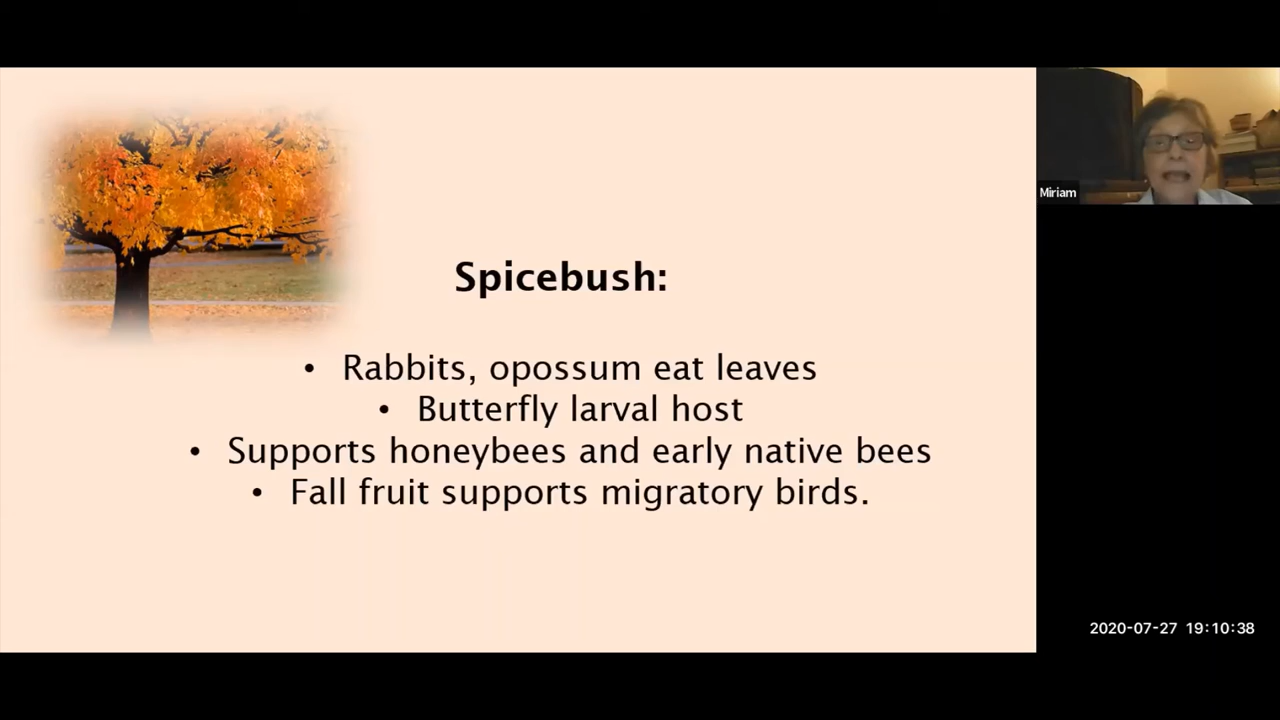 Spicebush:
• Rabbits, opossum eat leaves
• Butterfly larval host
• Supports honeybees and early native bees
• Fall fruit supports migratory birds.
Miriam
2020-07-27 19:10:38